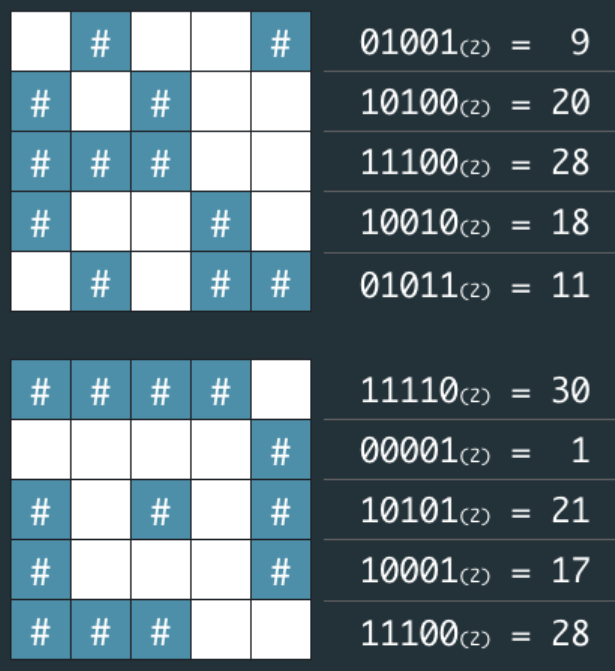 # # 01001(2) = 9
# # 10100(2) = 20
# # # 11100(2) = 28
# # 10010(2) = 18
# # # 01011(2) = 11
# # # # 11110(2) = 30
# 00001(2) = 1
# # # 10101(2) = 21
# # 10001(2) = 17
# # # 11100(2) = 28